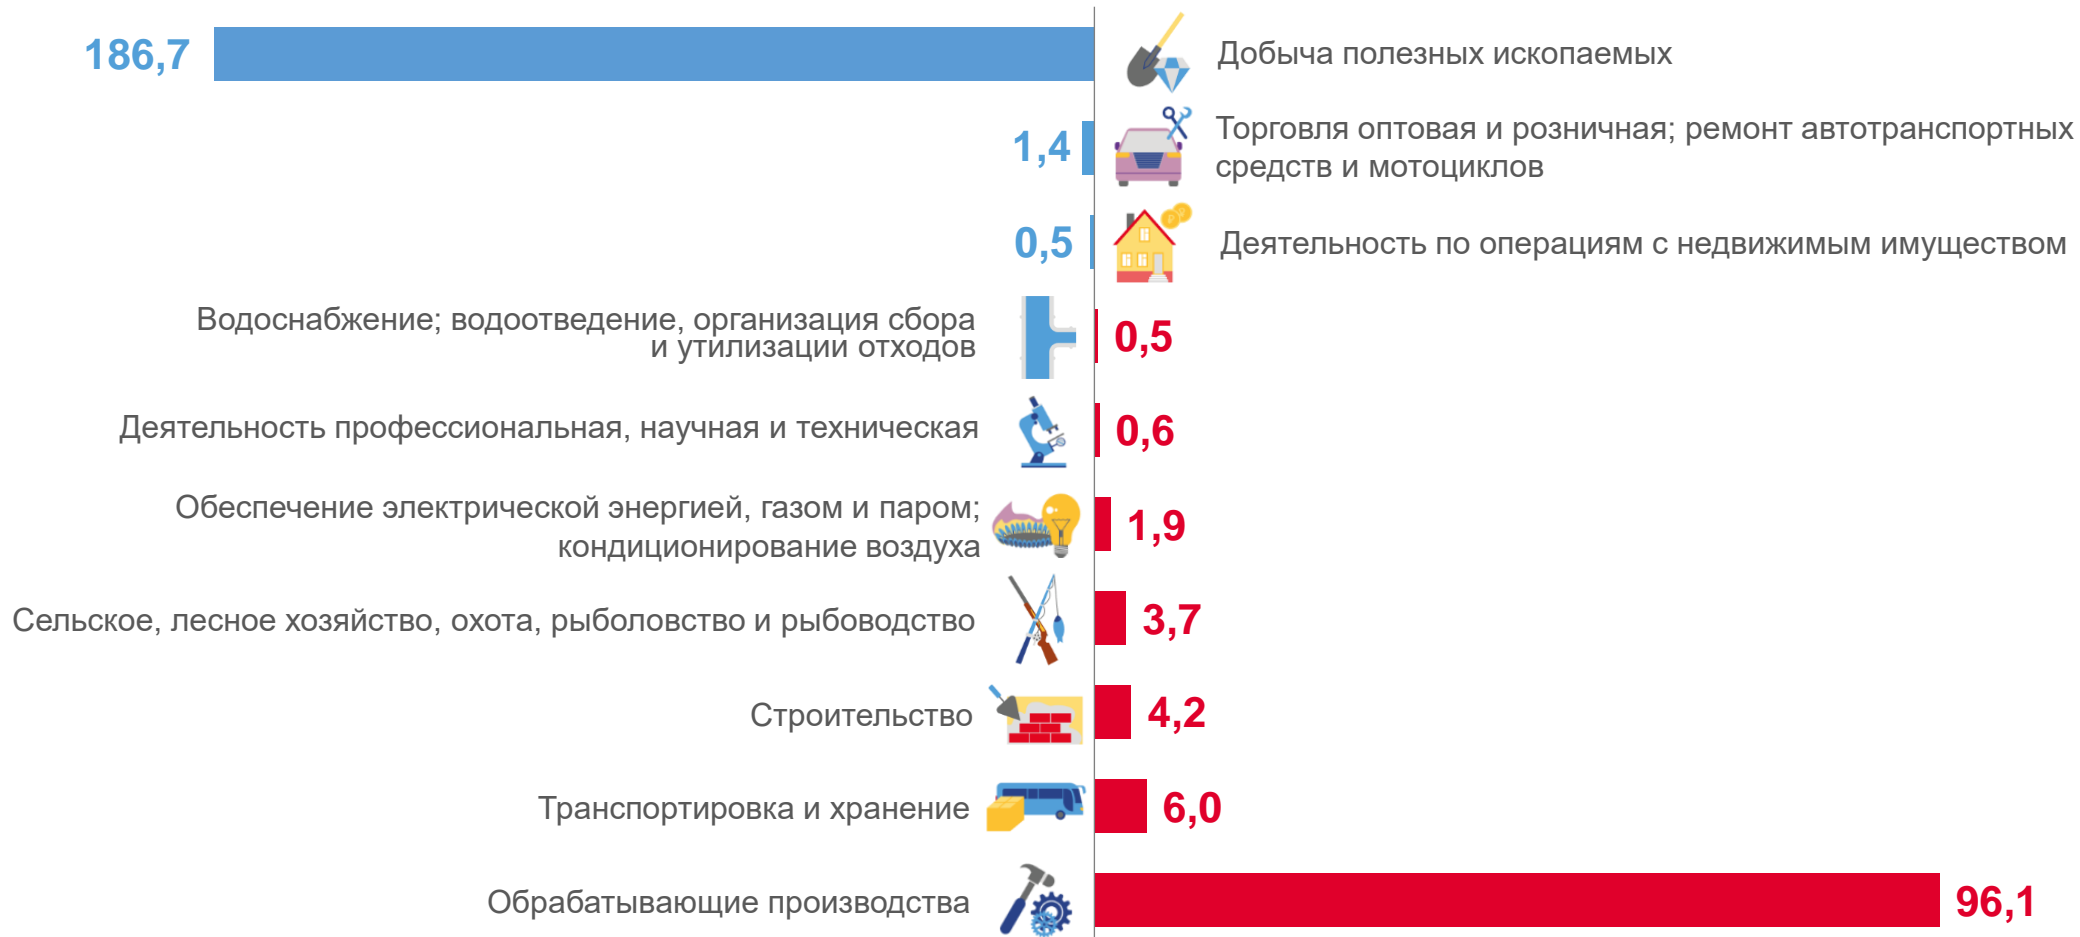 186,7
Добыча полезных ископаемых
1,4
Торговля оптовая и розничная; ремонт автотранспортных
средств и мотоциклов
0,5
Деятельность по операциям с недвижимым имуществом
Водоснабжение; водоотведение, организация сбора
и утилизации отходов
0,5
Деятельность профессиональная, научная и техническая
0,6
Обеспечение электрической энергией, газом и паром;
кондиционирование воздуха
1,9
Сельское, лесное хозяйство, охота, рыболовство и рыбоводство
3,7
Строительство
4,2
Транспортировка и хранение
6,0
Обрабатывающие производства
96,1